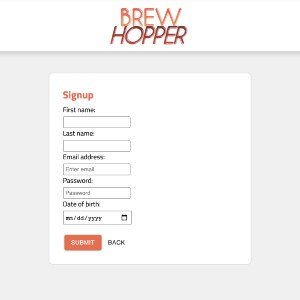 BREW
HOPPER
Signup
First name:
Last name:
Email address:
Enter email
Password:
Password
Date of birth:
mm/dd/yyyy
SUBMIT BACK